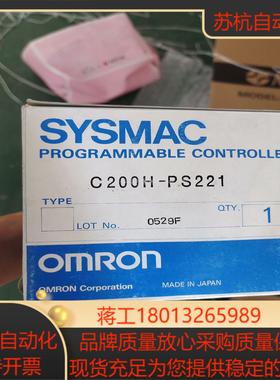 苏杭自动
SYSMAC
PROGRAMMABLE CONTROLLE
C200H-PS221
TYPE
LOT No. 0529F
QTY. 1
OMRON
OMRON Corporation MADE IN JAPAN
蒋工18013265989
自动化 品牌质量放心采购质量保
开票 现货充足为您提供稳定的